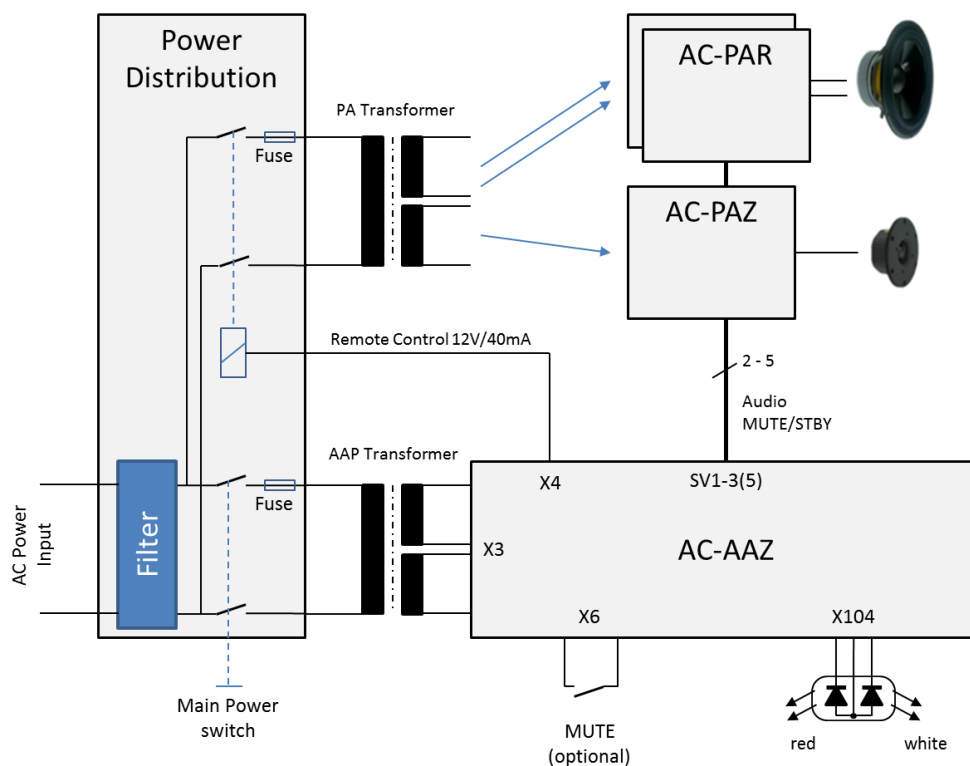 Power
Distribution
AC-PAR
PA Transformer
Fuse
AC-PAZ
Remote Control 12V/40mA
2 - 5
Audio
MUTE/STBY
AAP Transformer
Fuse
X4
SV1-3(5)
AC Power
Input
Filter
X3
AC-AAZ
X6
X104
Main Power
switch
MUTE
(optional)
red
white